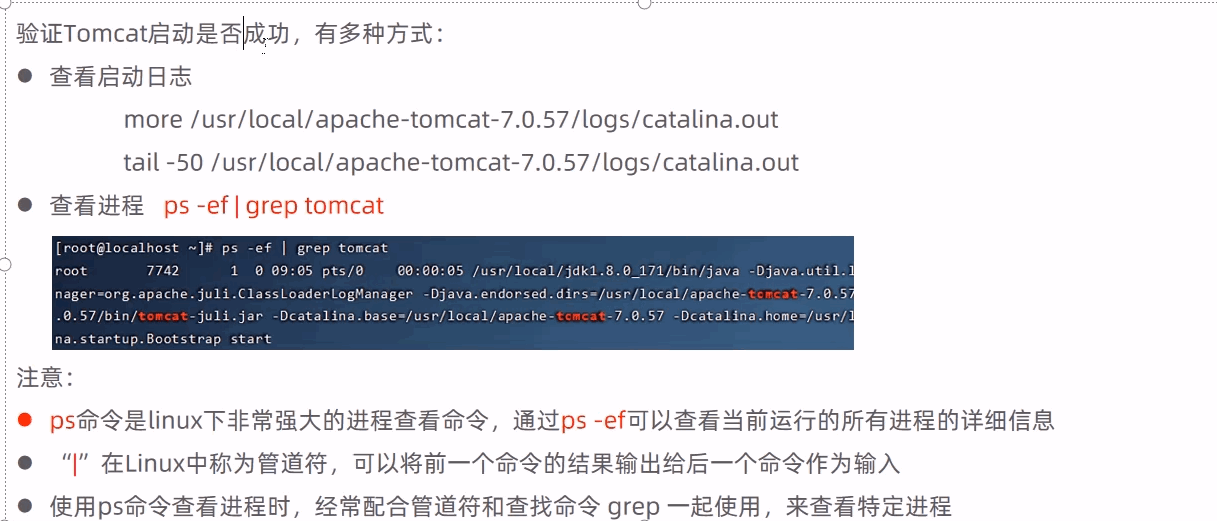 验证Tomcat启动是否成功，有多种方式：
● 查看启动日志
more /usr/local/apache-tomcat-7.0.57/logs/catalina.out
tail -50 /usr/local/apache-tomcat-7.0.57/logs/catalina.out
● 查看进程 ps -ef | grep tomcat
[root@localhost ~]# ps -ef | grep tomcat
root 7742 1 0 09:05 pts/0 00:00:05 /usr/local/jdk1.8.0_171/bin/java -Djava.util.l
nager=org.apache.juli.ClassLoaderLogManager -Djava.endorsed.dirs=/usr/local/apache-tomcat-7.0.57
.0.57/bin/tomcat-juli.jar -Dcatalina.base=/usr/local/apache-tomcat-7.0.57 -Dcatalina.home=/usr/l
na.startup.Bootstrap start
注意：
● ps命令是linux下非常强大的进程查看命令，通过ps -ef可以查看当前运行的所有进程的详细信息
● “|”在Linux中称为管道符，可以将前一个命令的结果输出给后一个命令作为输入
● 使用ps命令查看进程时，经常配合管道符和查找命令 grep 一起使用，来查看特定进程